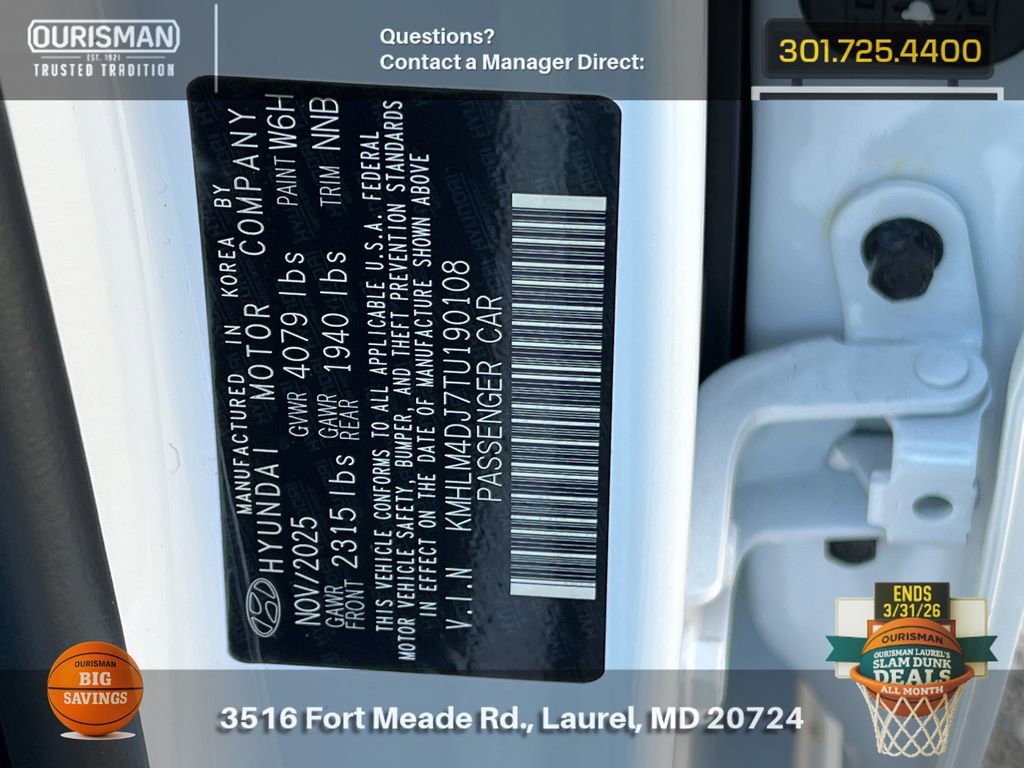 OURISMAN
EST. 1921
TRUSTED TRADITION
Questions?
Contact a Manager Direct:
301.725.4400
MANUFACTURED IN KOREA BY
HYUNDAI MOTOR COMPANY
NOV/2025 GVWR 4079 lbs PAINT W6H
GAWR FRONT 2315 lbs GAWR REAR 1940 lbs TRIM NNB
THIS VEHICLE CONFORMS TO ALL APPLICABLE U.S.A. FEDERAL
MOTOR VEHICLE SAFETY, BUMPER, AND THEFT PREVENTION STANDARDS
IN EFFECT ON THE DATE OF MANUFACTURE SHOWN ABOVE
V.I.N KMHLM4DJ7TU190108
PASSENGER CAR
ENDS
3/31/26
OURISMAN
OURISMAN LAUREL'S
SLAM DUNK
DEALS
ALL MONTH
OURISMAN
BIG
SAVINGS
3516 Fort Meade Rd., Laurel, MD 20724